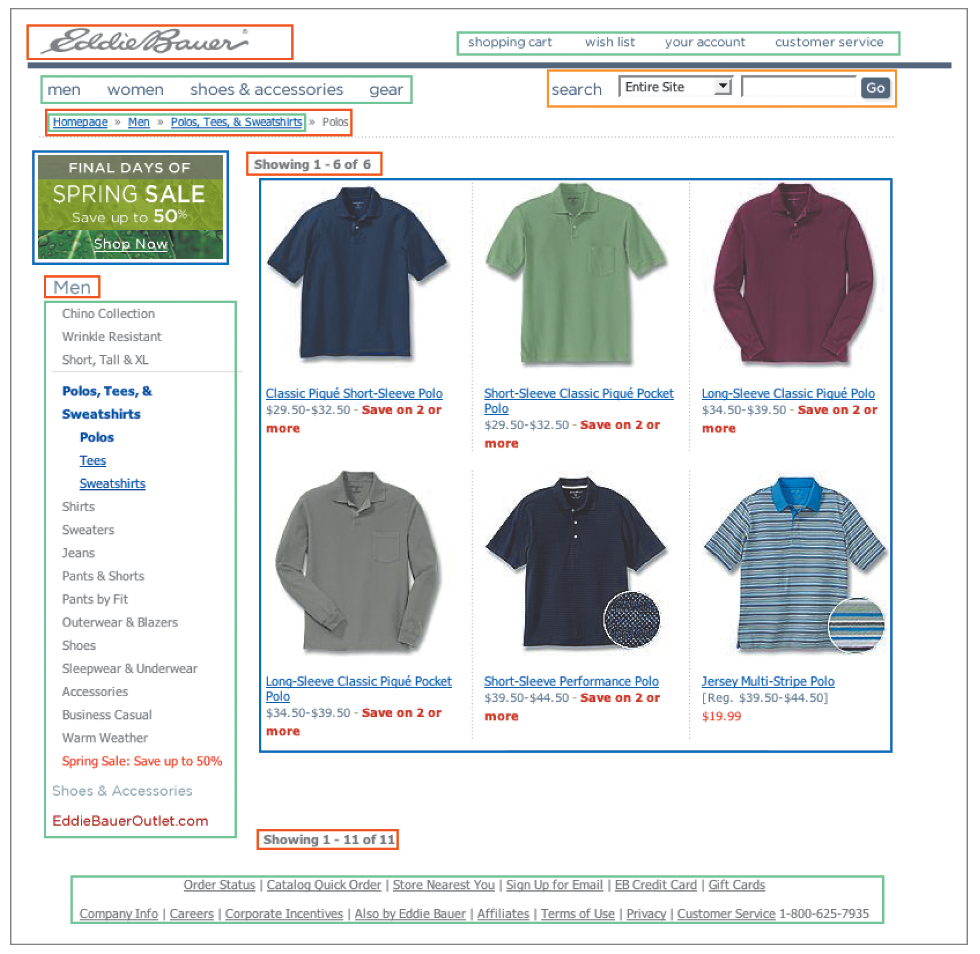 Eddie Bauer®
shopping cart wish list your account customer service
men women shoes & accessories gear
search Entire Site Go
Homepage » Men » Polos, Tees, & Sweatshirts » Polos
FINAL DAYS OF
SPRING SALE
Save up to 50%
Shop Now
Men
Chino Collection
Wrinkle Resistant
Short, Tall & XL
Polos, Tees, &
Sweatshirts
Polos
Tees
Sweatshirts
Shirts
Sweaters
Jeans
Pants & Shorts
Pants by Fit
Outerwear & Blazers
Shoes
Sleepwear & Underwear
Accessories
Business Casual
Warm Weather
Spring Sale: Save up to 50%
Shoes & Accessories
EddieBauerOutlet.com
Showing 1 - 6 of 6
Classic Piqué Short-Sleeve Polo
$29.50-$32.50 - Save on 2 or
more
Short-Sleeve Classic Piqué Pocket
Polo
$29.50-$32.50 - Save on 2 or
more
Long-Sleeve Classic Piqué Polo
$34.50-$39.50 - Save on 2 or
more
Long-Sleeve Classic Piqué Pocket
Polo
$34.50-$39.50 - Save on 2 or
more
Short-Sleeve Performance Polo
$39.50-$44.50 - Save on 2 or
more
Jersey Multi-Stripe Polo
[Reg. $39.50-$44.50]
$19.99
Showing 1 - 11 of 11
Order Status | Catalog Quick Order | Store Nearest You | Sign Up for Email | EB Credit Card | Gift Cards
Company Info | Careers | Corporate Incentives | Also by Eddie Bauer | Affiliates | Terms of Use | Privacy | Customer Service 1-800-625-7935